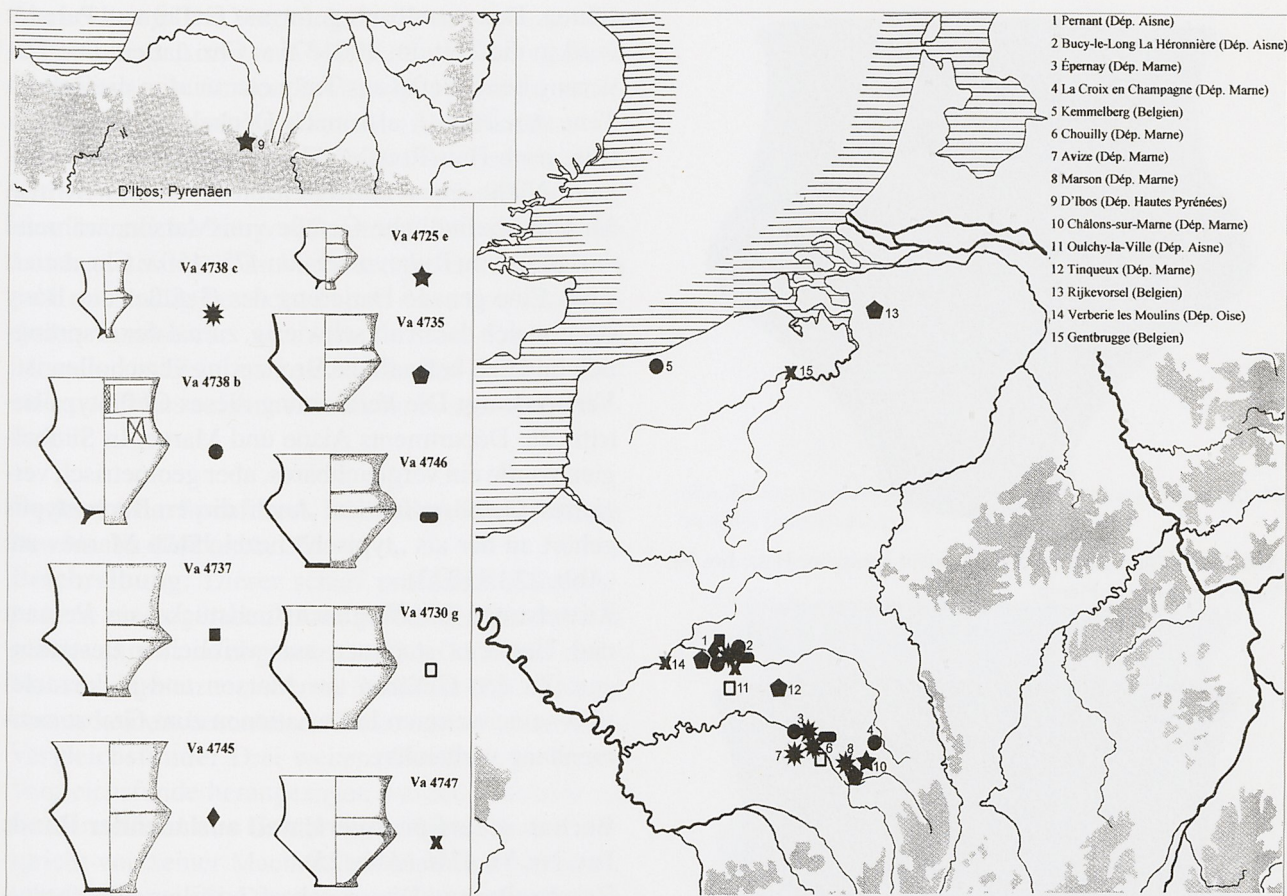 1 Pernant (Dép. Aisne)
2 Bucy-le-Long La Héronnière (Dép. Aisne)
3 Épernay (Dép. Marne)
4 La Croix en Champagne (Dép. Marne)
5 Kemmelberg (Belgien)
6 Chouilly (Dép. Marne)
7 Avize (Dép. Marne)
8 Marson (Dép. Marne)
9 D'Ibos (Dép. Hautes Pyrénées)
10 Châlons-sur-Marne (Dép. Marne)
11 Oulchy-la-Ville (Dép. Aisne)
12 Tinqueux (Dép. Marne)
13 Rijkevorsel (Belgien)
14 Verberie les Moulins (Dép. Oise)
15 Gentbrugge (Belgien)
9
D'Ibos; Pyrenäen
Va 4725 e
Va 4738 c
Va 4735
Va 4738 b
Va 4746
Va 4737
Va 4730 g
Va 4745
Va 4747
13
5
15
1
2
14
11
12
3
4
6
7
8
10